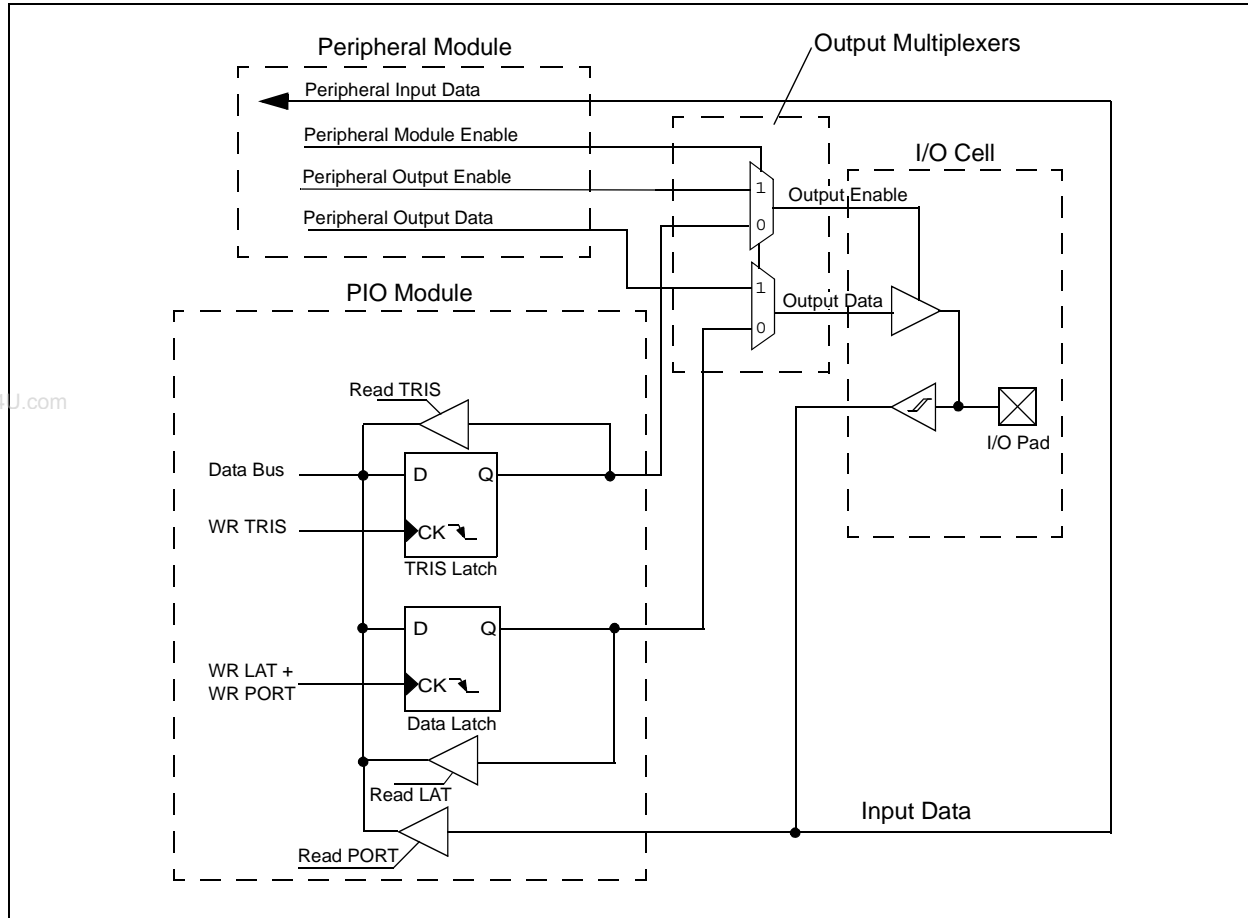 Peripheral Module
Output Multiplexers
Peripheral Input Data
Peripheral Module Enable
I/O Cell
Peripheral Output Enable
1
Output Enable
Peripheral Output Data
0
PIO Module
1
Output Data
0
Read TRIS
4U.com
I/O Pad
Data Bus
D
Q
WR TRIS
CK
TRIS Latch
D
Q
WR LAT +
WR PORT
CK
Data Latch
Read LAT
Input Data
Read PORT